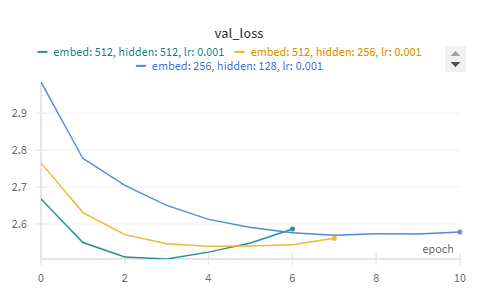 val_loss
embed: 512, hidden: 512, lr: 0.001 embed: 512, hidden: 256, lr: 0.001
embed: 256, hidden: 128, lr: 0.001
2.9
2.8
2.7
2.6
epoch
0 2 4 6 8 10